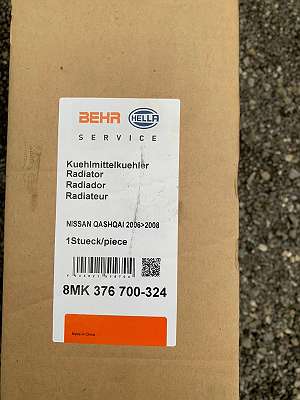 BEHR HELLA
SERVICE
Kuehlmittelkuehler
Radiator
Radiador
Radiateur
NISSAN QASHQAI 2006>2008
1Stueck/piece
8MK 376 700-324
Made in China